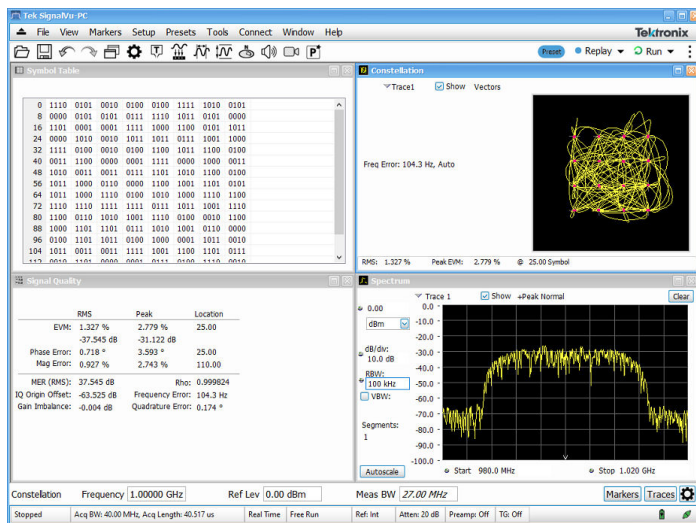 Tek SignalVu-PC
File View Markers Setup Presets Tools Connect Window Help
Tektronix
Preset Replay Run
Symbol Table
0 1110 0101 0010 0100 0100 1111 1010 0101
8 0000 0101 0101 0111 1110 1011 0101 0000
16 1101 0001 0001 1111 1000 1100 0101 1011
24 0000 1010 0010 1011 1011 0111 1001 1000
32 1111 0100 0010 0100 1100 1011 1100 0100
40 0011 1100 0000 0001 1111 0000 1000 0011
48 1010 0011 0011 0111 1101 1010 1100 0100
56 1011 1000 0110 0000 1100 1001 1101 0101
64 1011 1000 1110 0100 1010 1000 1110 1100
72 1110 1110 1111 1111 0111 1011 1001 1110
80 1100 0110 1010 1001 1110 0100 0010 1100
88 1000 1101 1101 0111 1010 1001 0110 0000
96 0100 1101 1011 0100 1000 0001 1011 0010
104 1011 0011 0011 1111 1001 1100 1101 0111
Constellation
Trace1 Show Vectors
Freq Error: 104.3 Hz, Auto
RMS: 1.327 % Peak EVM: 2.779 % @ 25.00 Symbol
Signal Quality
RMS Peak Location
EVM: 1.327 % 2.779 % 25.00
-37.545 dB -31.122 dB
Phase Error: 0.718 ° 3.593 ° 25.00
Mag Error: 0.927 % 2.743 % 110.00
MER (RMS): 37.545 dB Rho: 0.999824
IQ Origin Offset: -63.525 dB Frequency Error: 104.3 Hz
Gain Imbalance: -0.004 dB Quadrature Error: 0.174 °
Spectrum
Trace 1 Show +Peak Normal Clear
0.00
dBm
dB/div:
10.0 dB
RBW:
100 kHz
VBW:
Segments:
1
Autoscale
0.0
-10.0
-20.0
-30.0
-40.0
-50.0
-60.0
-70.0
-80.0
-90.0
-100.0
Start 980.0 MHz Stop 1.020 GHz
Constellation Frequency 1.00000 GHz Ref Lev 0.00 dBm Meas BW 27.00 MHz Markers Traces
Stopped Acq BW: 40.00 MHz, Acq Length: 40.517 us Real Time Free Run Ref: Int Atten: 20 dB Preamp: Off TG: Off